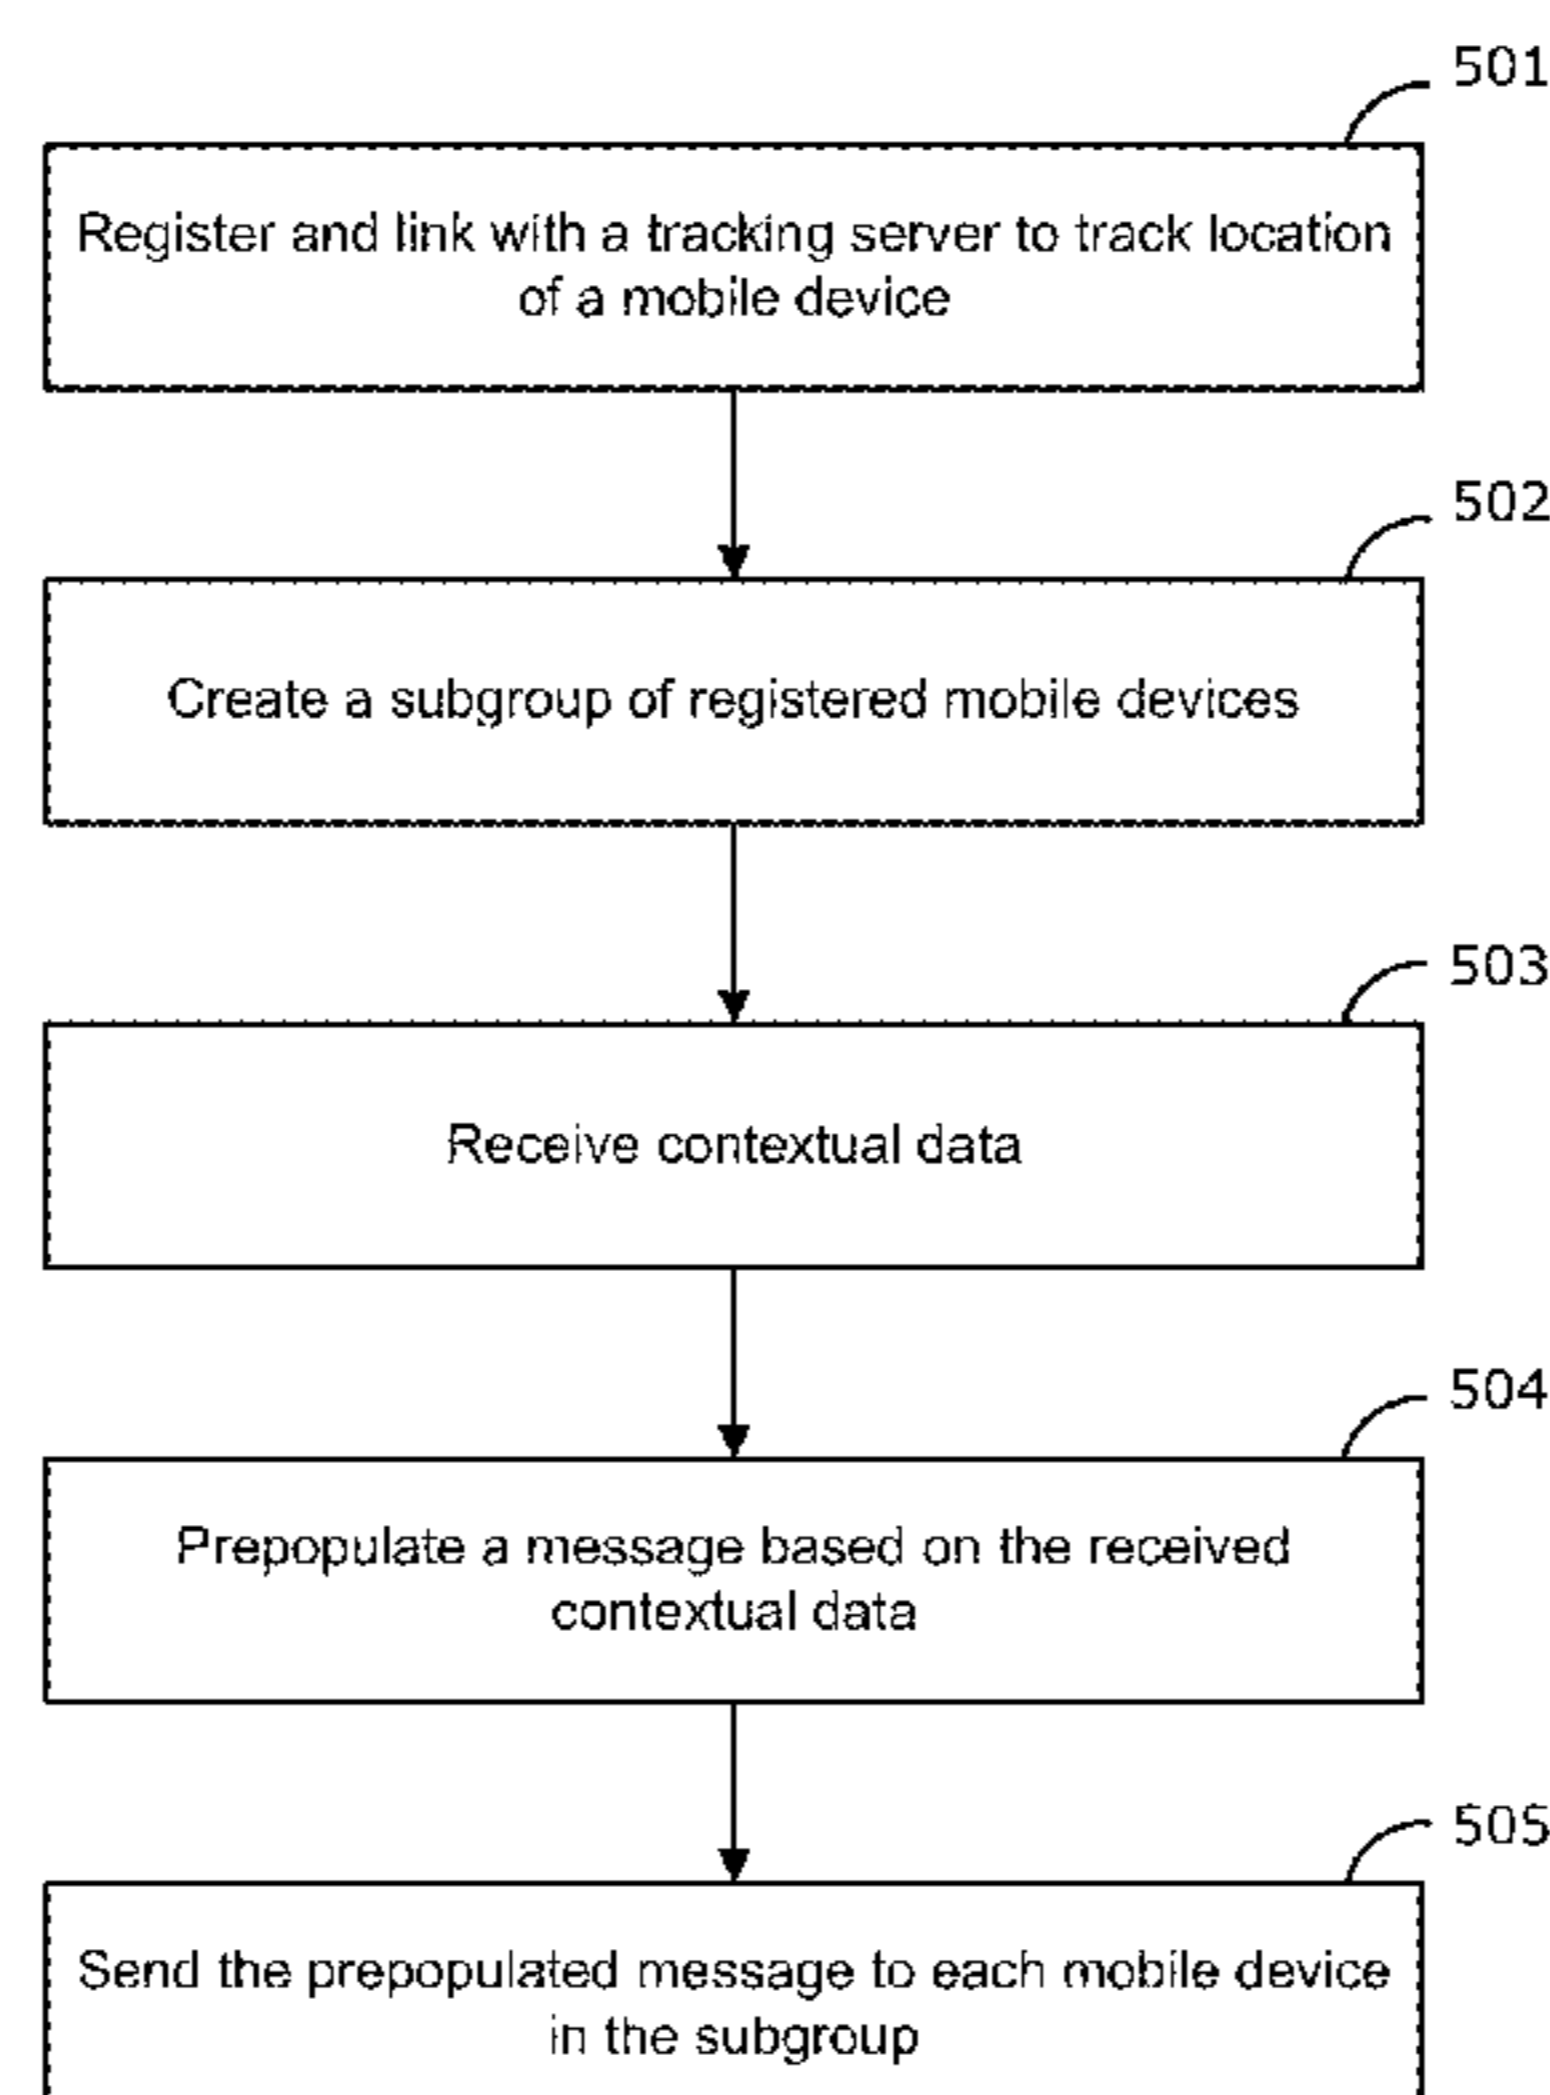 501
Register and link with a tracking server to track location
of a mobile device
502
Create a subgroup of registered mobile devices
503
Receive contextual data
504
Prepopulate a message based on the received
contextual data
505
Send the prepopulated message to each mobile device
in the subgroup